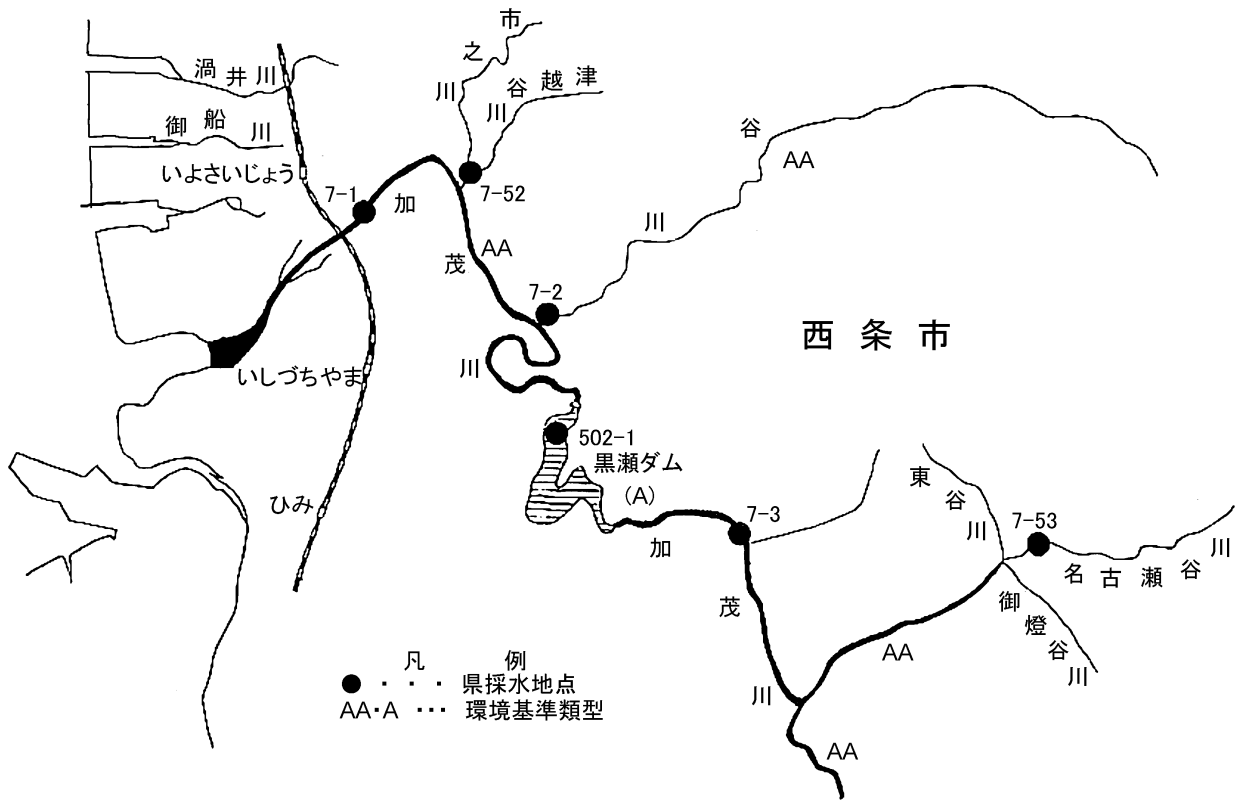 市之川
津越谷川
渦井川
御船川
いよさいじょう
7-1
7-52
谷川
AA
加茂川
AA
7-2
西条市
いしづちやま
502-1
黒瀬ダム
(A)
ひみ
7-3
東谷川
7-53
名古瀬谷川
御燈谷川
加茂川
AA
AA
凡例
●・・・県採水地点
AA・A ・・・環境基準類型